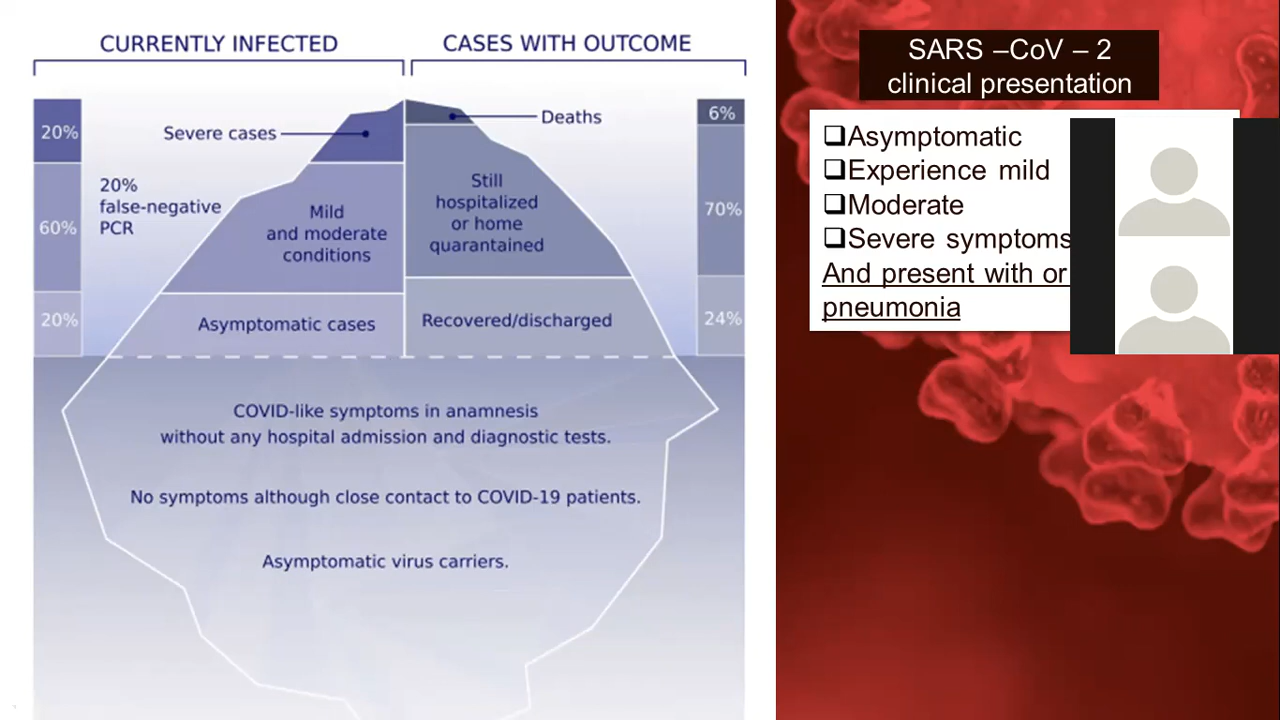 CURRENTLY INFECTED
CASES WITH OUTCOME
20%
60%
20%
20%
false-negative
PCR
Severe cases
Mild
and moderate
conditions
Asymptomatic cases
Deaths
Still
hospitalized
or home
quarantained
Recovered/discharged
6%
70%
24%
COVID-like symptoms in anamnesis
without any hospital admission and diagnostic tests.
No symptoms although close contact to COVID-19 patients.
Asymptomatic virus carriers.
SARS –CoV – 2
clinical presentation
❑Asymptomatic
❑Experience mild
❑Moderate
❑Severe symptoms
And present with or
pneumonia